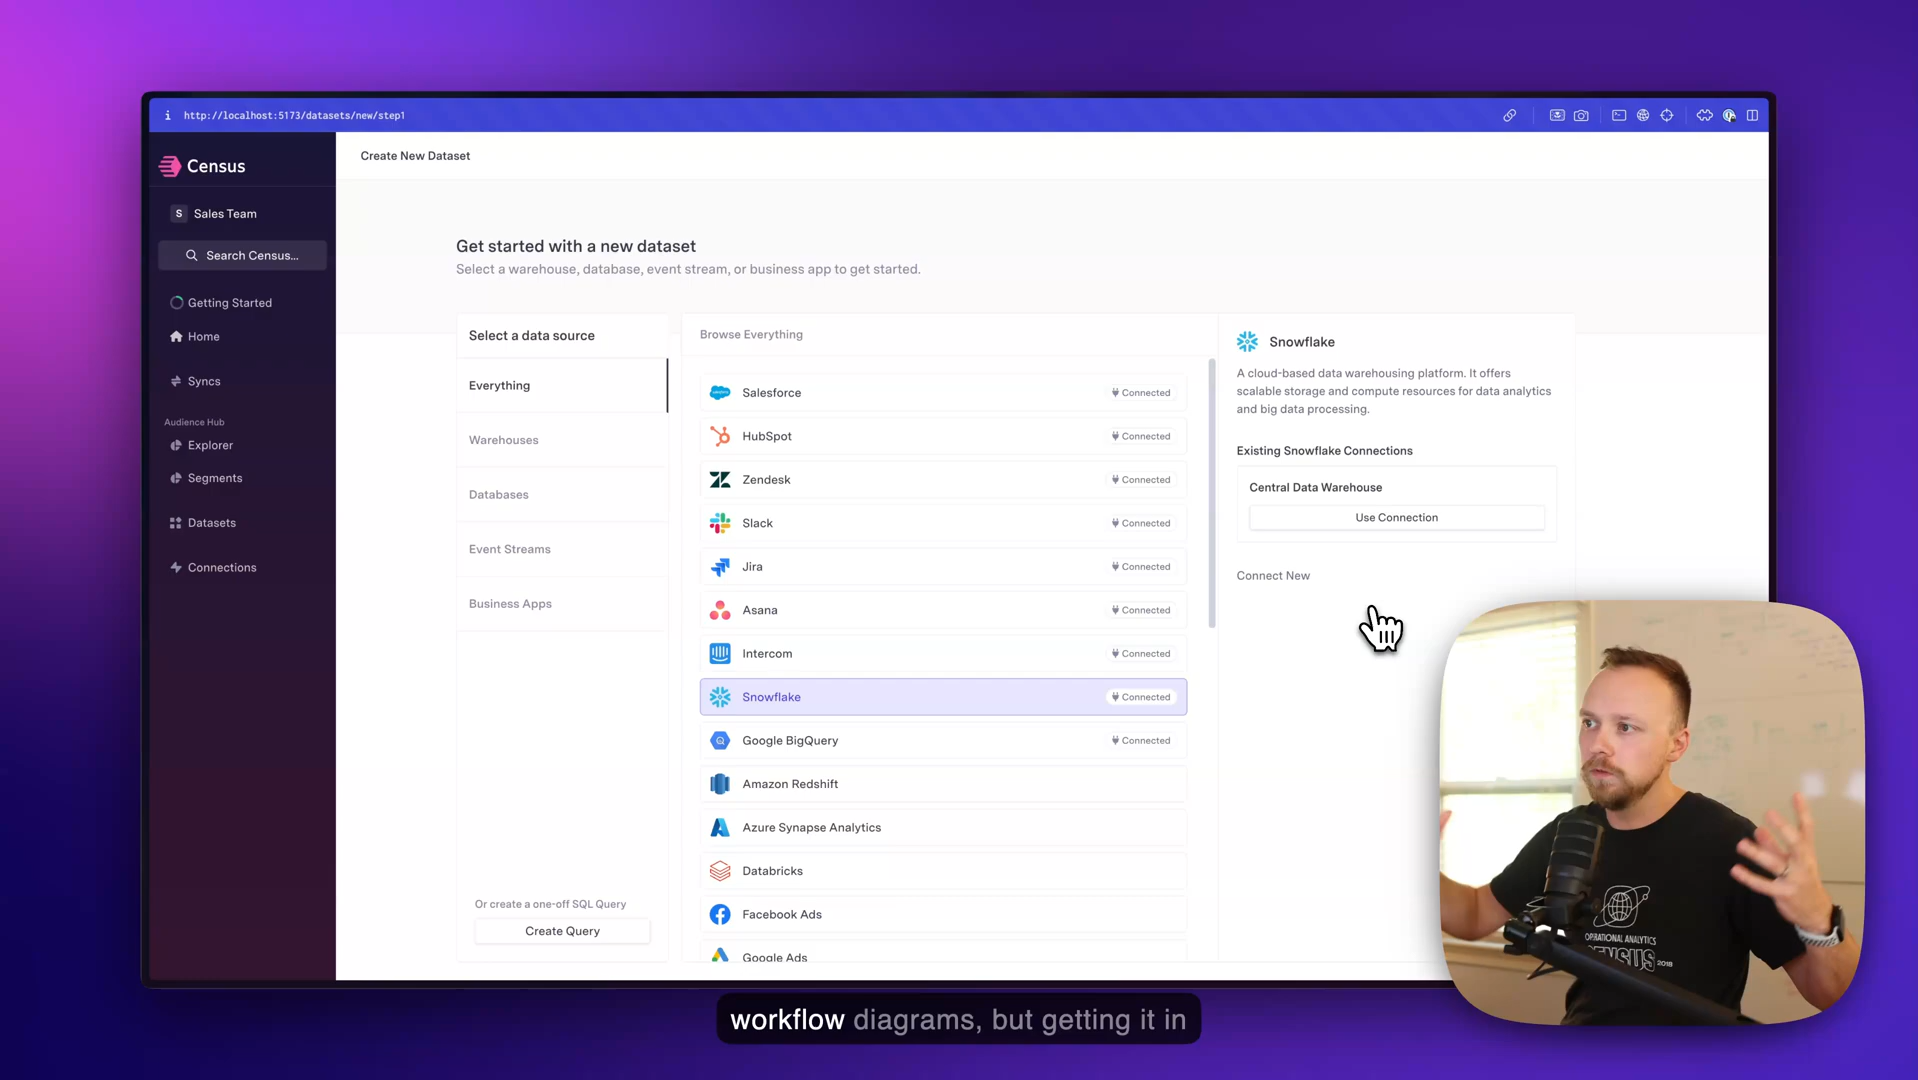 http://localhost:5173/datasets/new/step1
Census
S Sales Team
Search Census...
Getting Started
Home
Syncs
Audience Hub
Explorer
Segments
Datasets
Connections
Create New Dataset
Get started with a new dataset
Select a warehouse, database, event stream, or business app to get started.
Select a data source
Everything
Warehouses
Databases
Event Streams
Business Apps
Or create a one-off SQL Query
Create Query
Browse Everything
Salesforce Connected
HubSpot Connected
Zendesk Connected
Slack Connected
Jira Connected
Asana Connected
Intercom Connected
Snowflake Connected
Google BigQuery Connected
Amazon Redshift
Azure Synapse Analytics
Databricks
Facebook Ads
Google Ads
Snowflake
A cloud-based data warehousing platform. It offers
scalable storage and compute resources for data analytics
and big data processing.
Existing Snowflake Connections
Central Data Warehouse
Use Connection
Connect New
OPERATIONAL ANALYTICS
CENSUS 2018
workflow diagrams, but getting it in